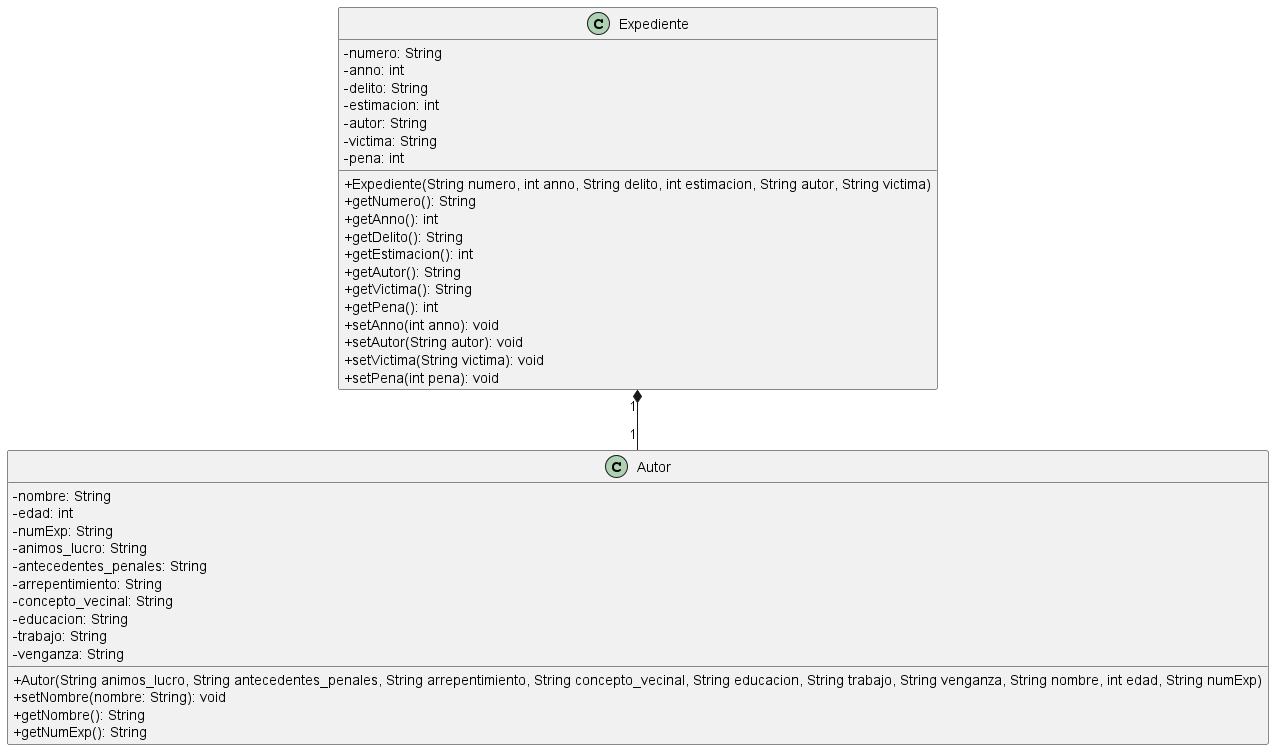 C Expediente
-numero: String
-anno: int
-delito: String
-estimacion: int
-autor: String
-victima: String
-pena: int
+Expediente(String numero, int anno, String delito, int estimacion, String autor, String victima)
+getNumero(): String
+getAnno(): int
+getDelito(): String
+getEstimacion(): int
+getAutor(): String
+getVictima(): String
+getPena(): int
+setAnno(int anno): void
+setAutor(String autor): void
+setVictima(String victima): void
+setPena(int pena): void
1
1
C Autor
-nombre: String
-edad: int
-numExp: String
-animos_lucro: String
-antecedentes_penales: String
-arrepentimiento: String
-concepto_vecinal: String
-educacion: String
-trabajo: String
-venganza: String
+Autor(String animos_lucro, String antecedentes_penales, String arrepentimiento, String concepto_vecinal, String educacion, String trabajo, String venganza, String nombre, int edad, String numExp)
+setNombre(nombre: String): void
+getNombre(): String
+getNumExp(): String